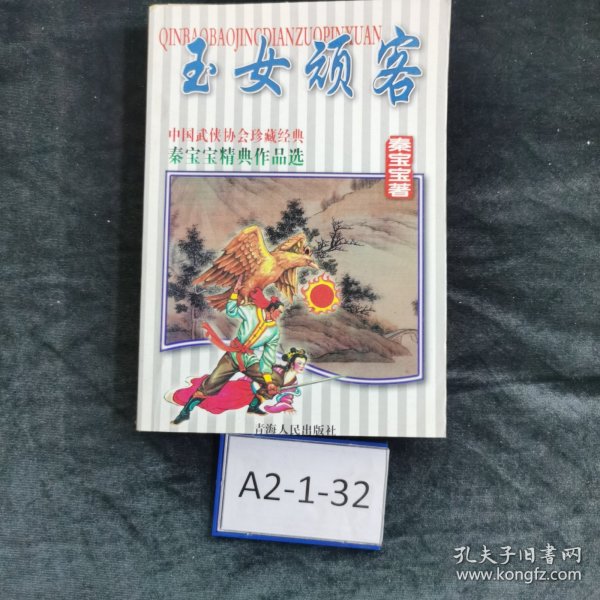 QINBAOBAOJINGDIANZUOPINXUAN
玉女顽客
中国武侠协会珍藏经典
秦宝宝精典作品选
秦宝宝著
青海人民出版社
A2-1-32
孔夫子旧书网
www.kongfz.com